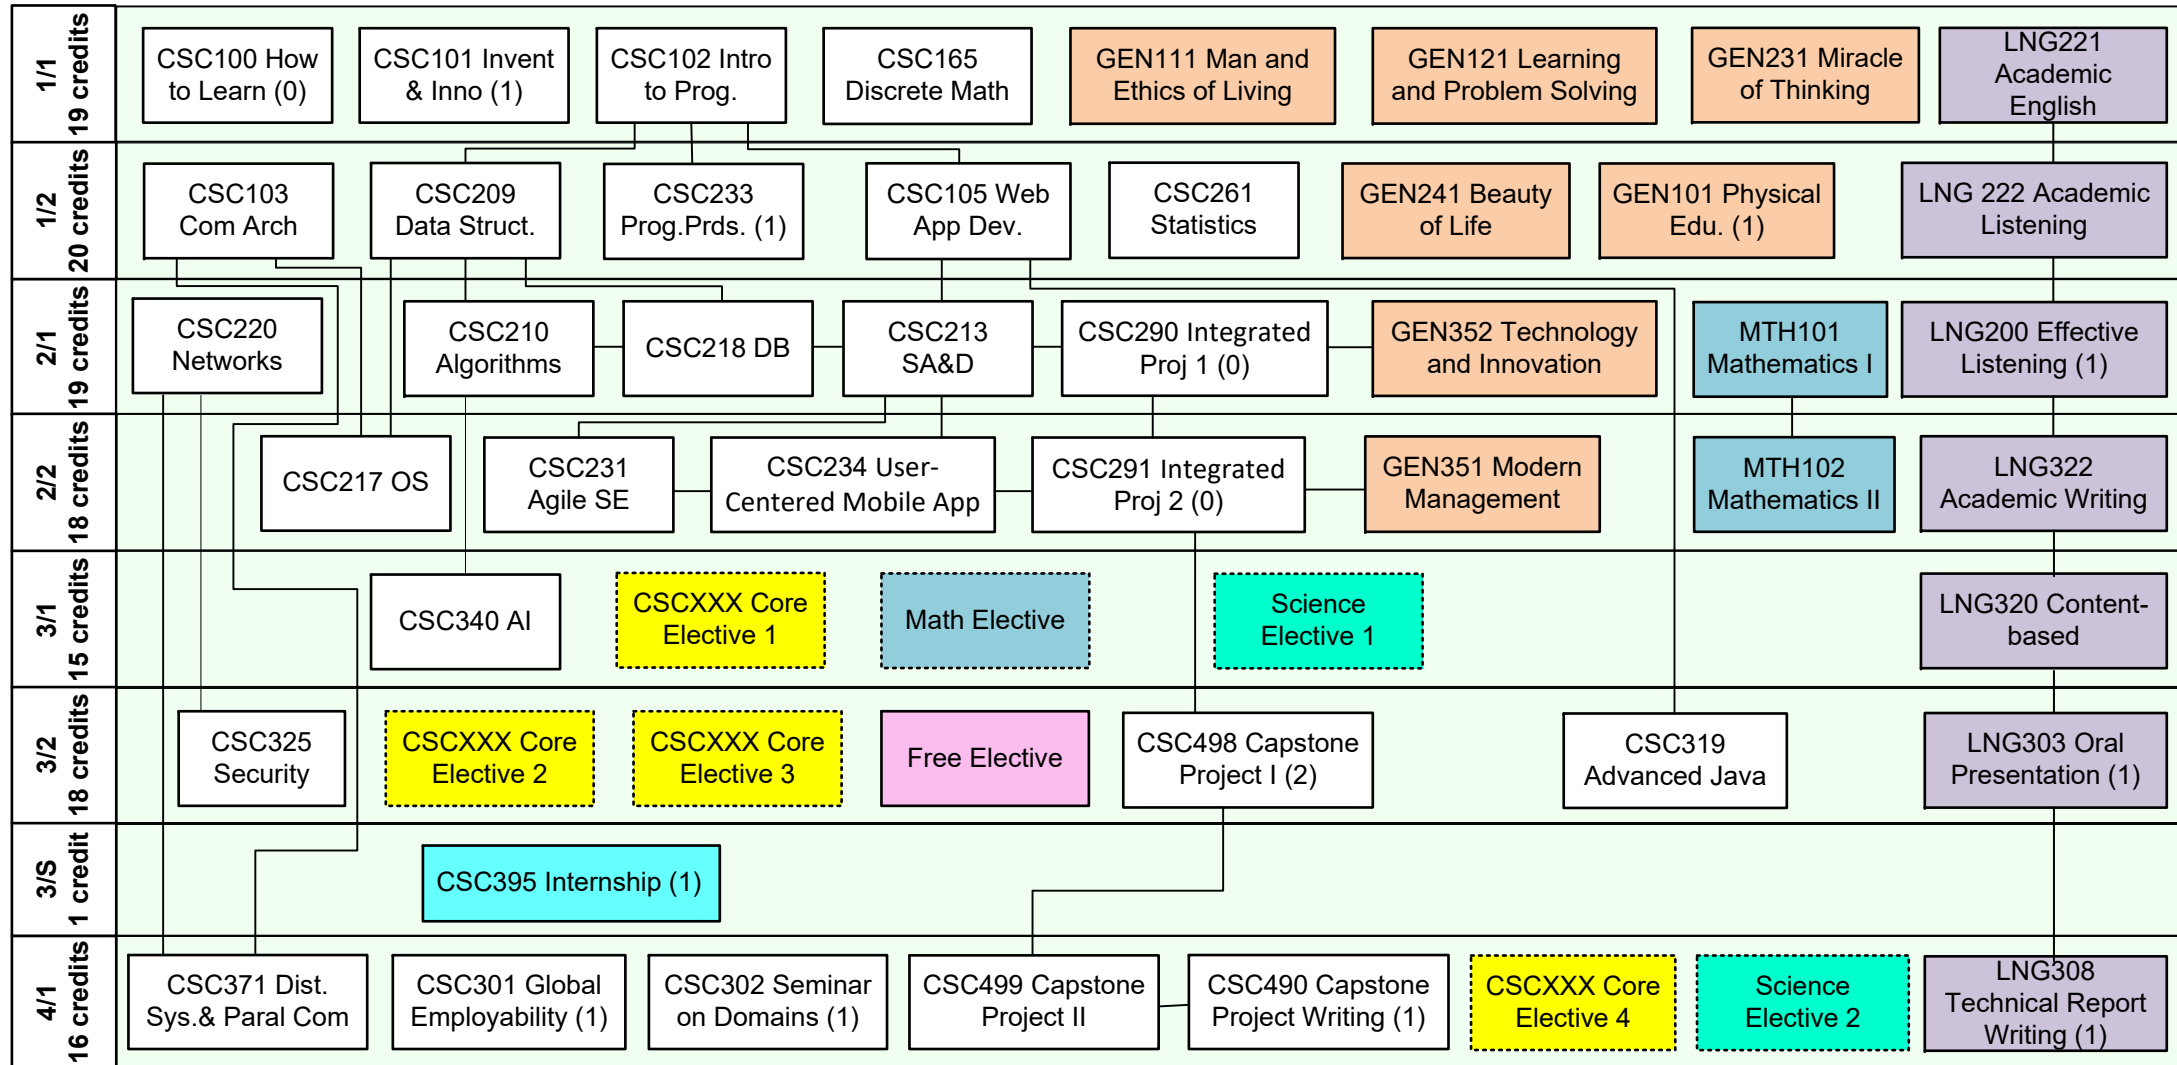 1/1
19 credits
CSC100 How
to Learn (0)
CSC101 Invent
& Inno (1)
CSC102 Intro
to Prog.
CSC165
Discrete Math
GEN111 Man and
Ethics of Living
GEN121 Learning
and Problem Solving
GEN231 Miracle
of Thinking
LNG221
Academic
English
1/2
20 credits
CSC103
Com Arch
CSC209
Data Struct.
CSC233
Prog.Prds. (1)
CSC105 Web
App Dev.
CSC261
Statistics
GEN241 Beauty
of Life
GEN101 Physical
Edu. (1)
LNG 222 Academic
Listening
2/1
19 credits
CSC220
Networks
CSC210
Algorithms
CSC218 DB
CSC213
SA&D
CSC290 Integrated
Proj 1 (0)
GEN352 Technology
and Innovation
MTH101
Mathematics I
LNG200 Effective
Listening (1)
2/2
18 credits
CSC217 OS
CSC231
Agile SE
CSC234 User-
Centered Mobile App
CSC291 Integrated
Proj 2 (0)
GEN351 Modern
Management
MTH102
Mathematics II
LNG322
Academic Writing
3/1
15 credits
CSC340 AI
CSCXXX Core
Elective 1
Math Elective
Science
Elective 1
LNG320 Content-
based
3/2
18 credits
CSC325
Security
CSCXXX Core
Elective 2
CSCXXX Core
Elective 3
Free Elective
CSC498 Capstone
Project I (2)
CSC319
Advanced Java
LNG303 Oral
Presentation (1)
3/S
1 credit
CSC395 Internship (1)
4/1
16 credits
CSC371 Dist.
Sys.& Paral Com
CSC301 Global
Employability (1)
CSC302 Seminar
on Domains (1)
CSC499 Capstone
Project II
CSC490 Capstone
Project Writing (1)
CSCXXX Core
Elective 4
Science
Elective 2
LNG308
Technical Report
Writing (1)